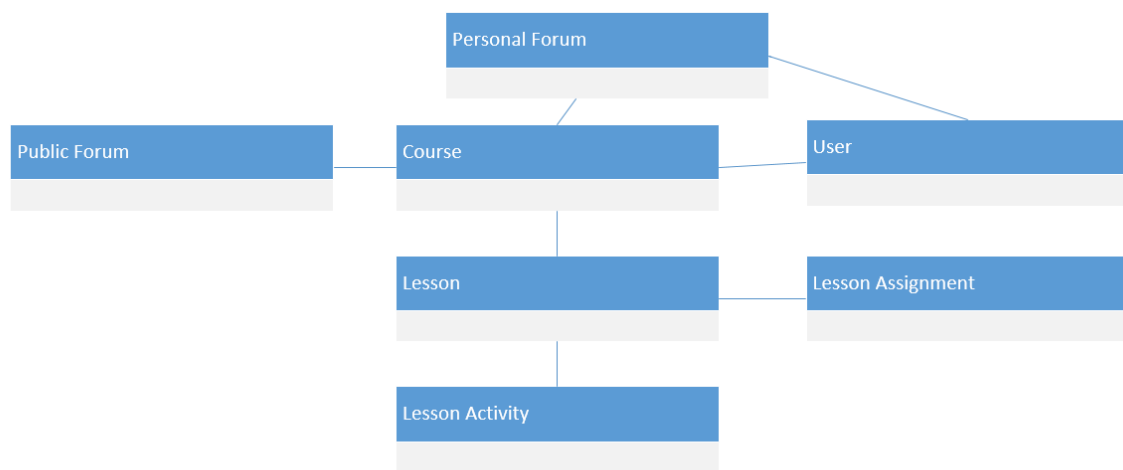 Personal Forum
Public Forum
Course
User
Lesson
Lesson Assignment
Lesson Activity